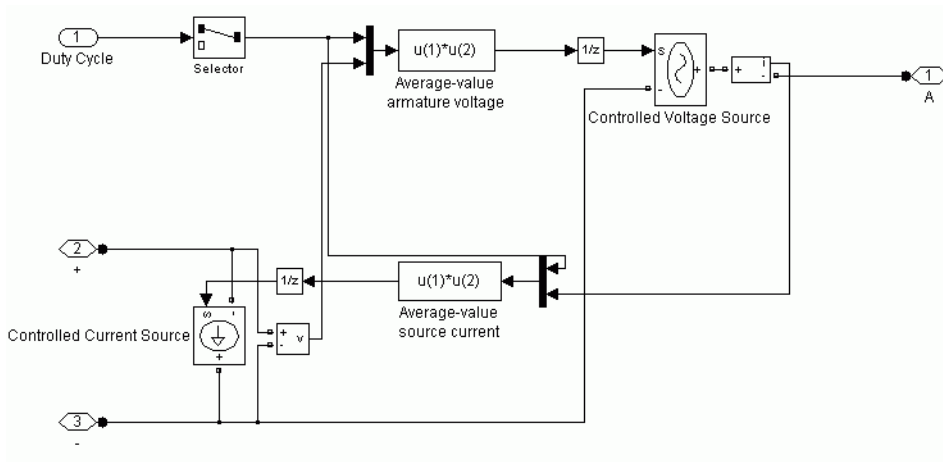 1
Duty Cycle
Selector
u(1)*u(2)
Average-value
armature voltage
1/z
s
+
-
Controlled Voltage Source
+
i
-
1
A
2
+
1/z
u(1)*u(2)
Average-value
source current
s
-
+
Controlled Current Source
+
-
v
3
-